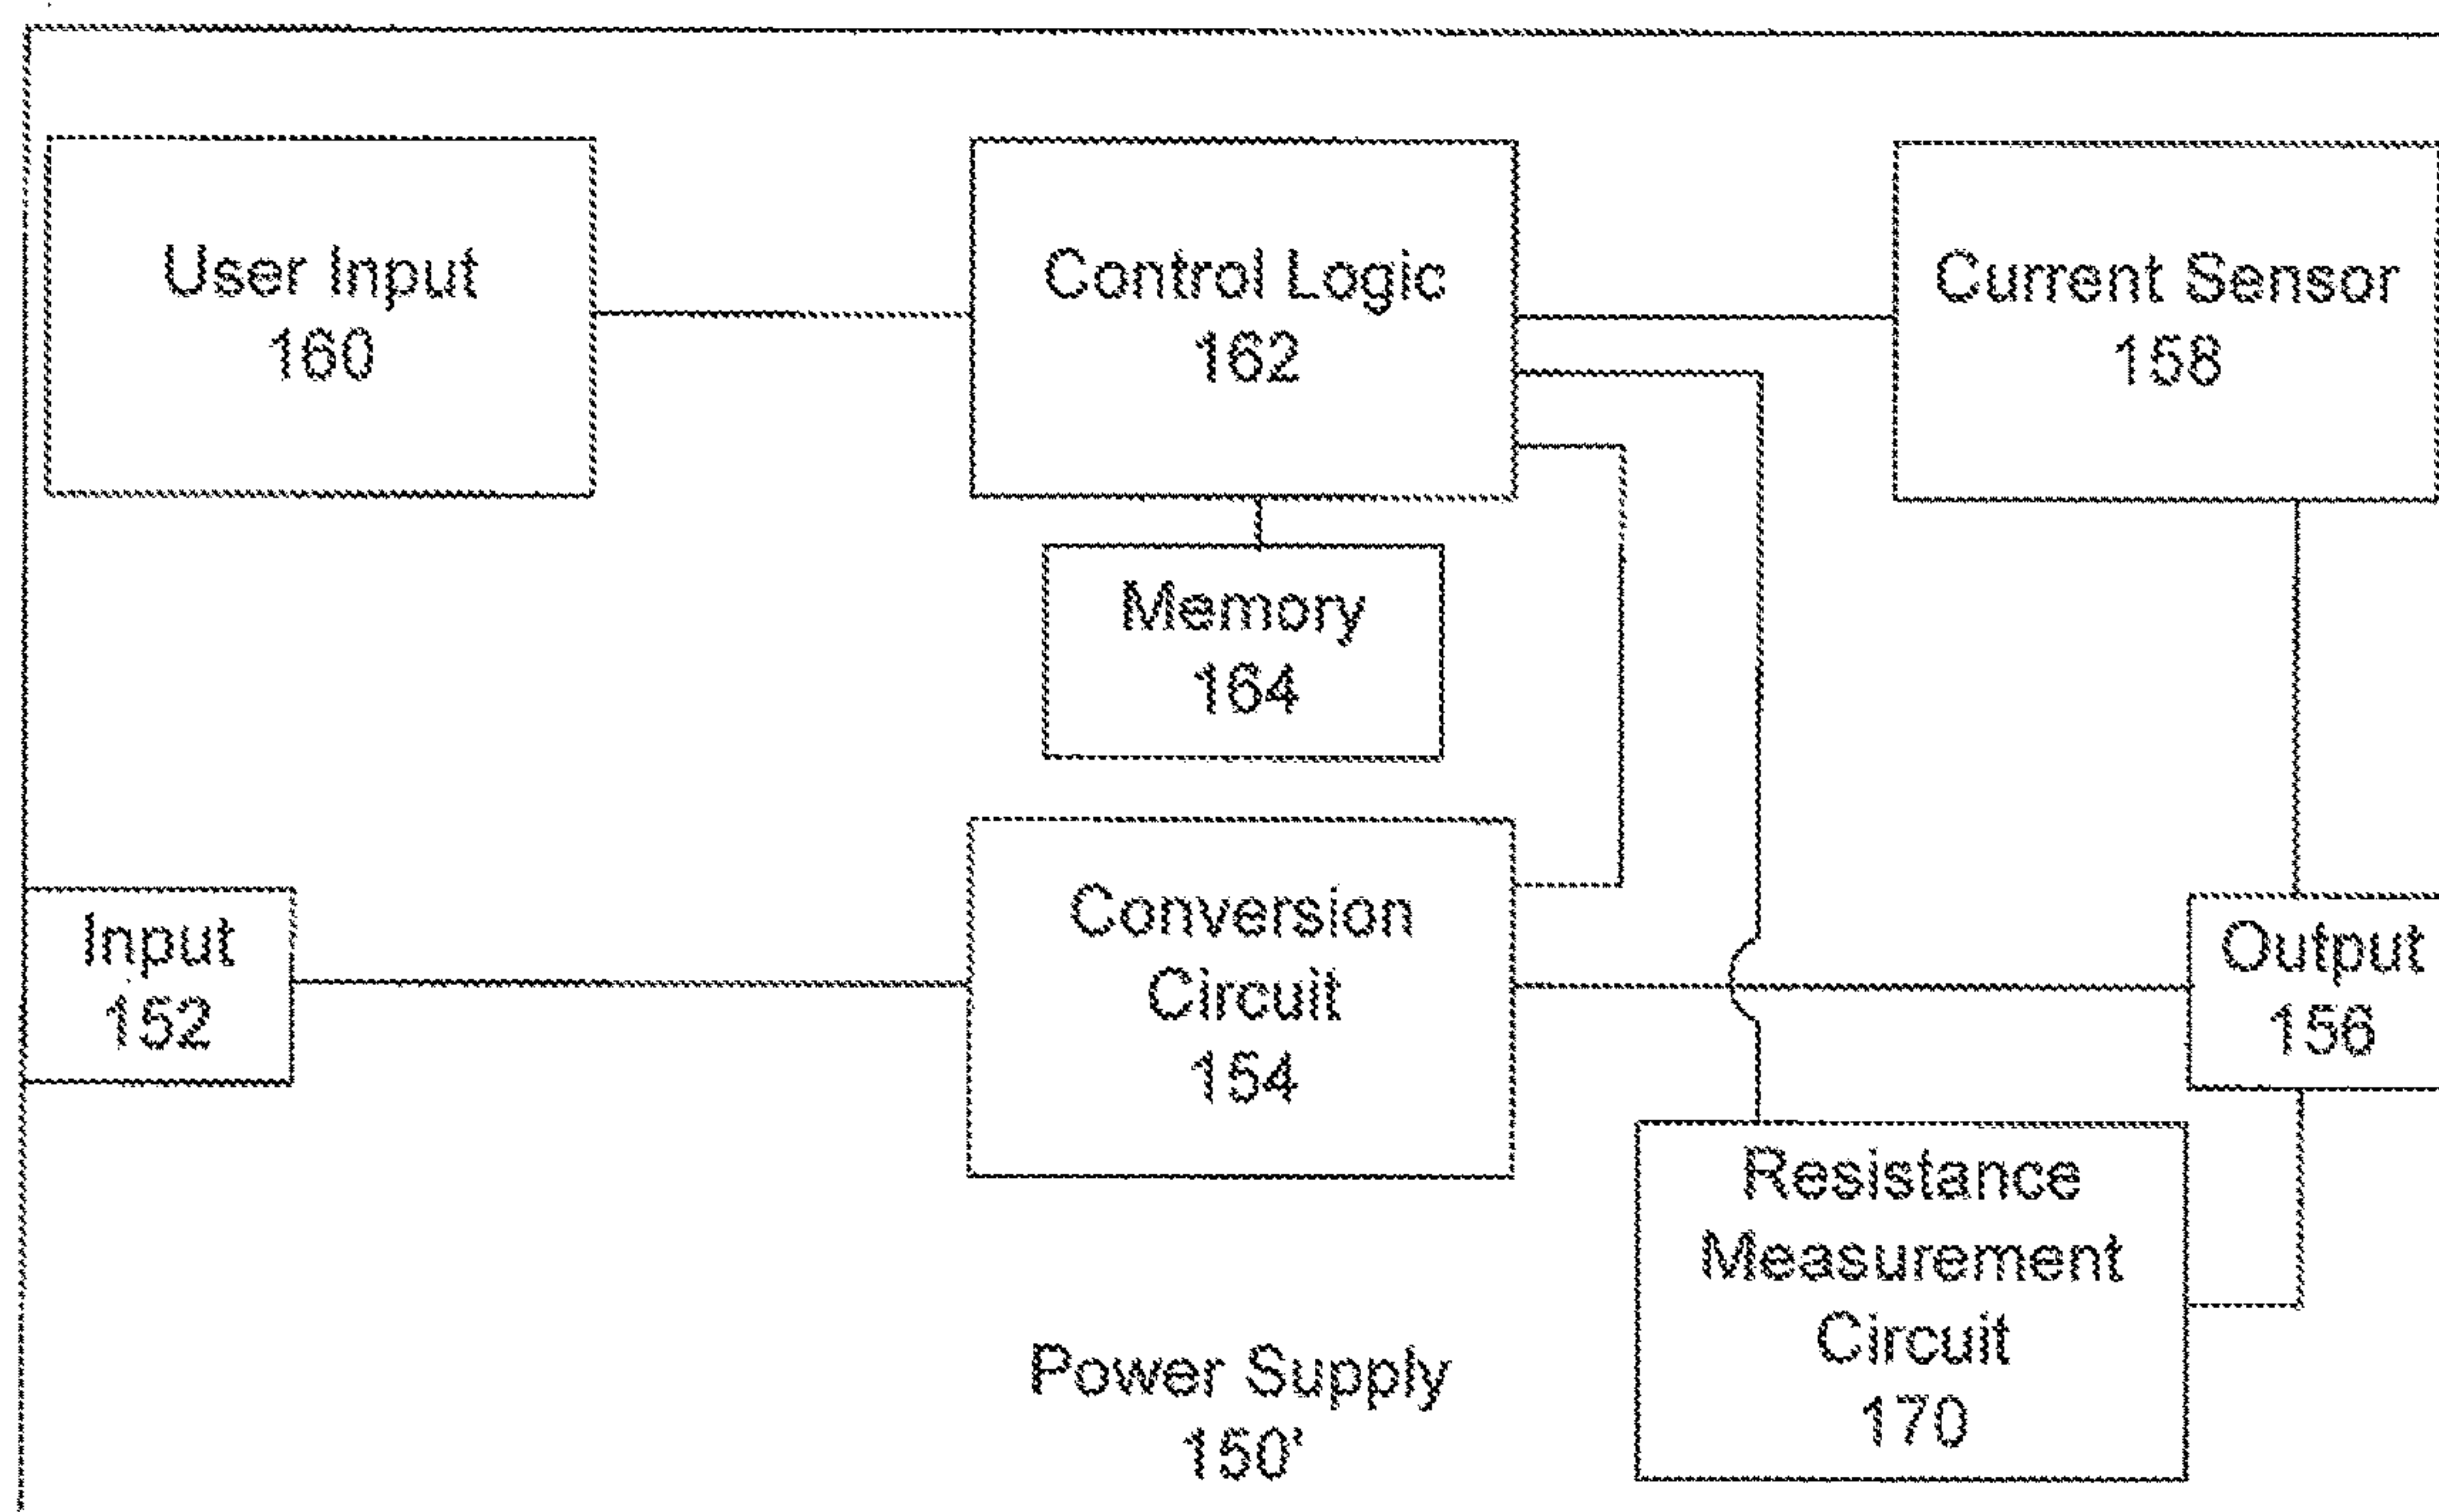 User Input
160
Control Logic
162
Current Sensor
158
Memory
164
Input
152
Conversion
Circuit
154
Output
156
Resistance
Measurement
Circuit
170
Power Supply
150'